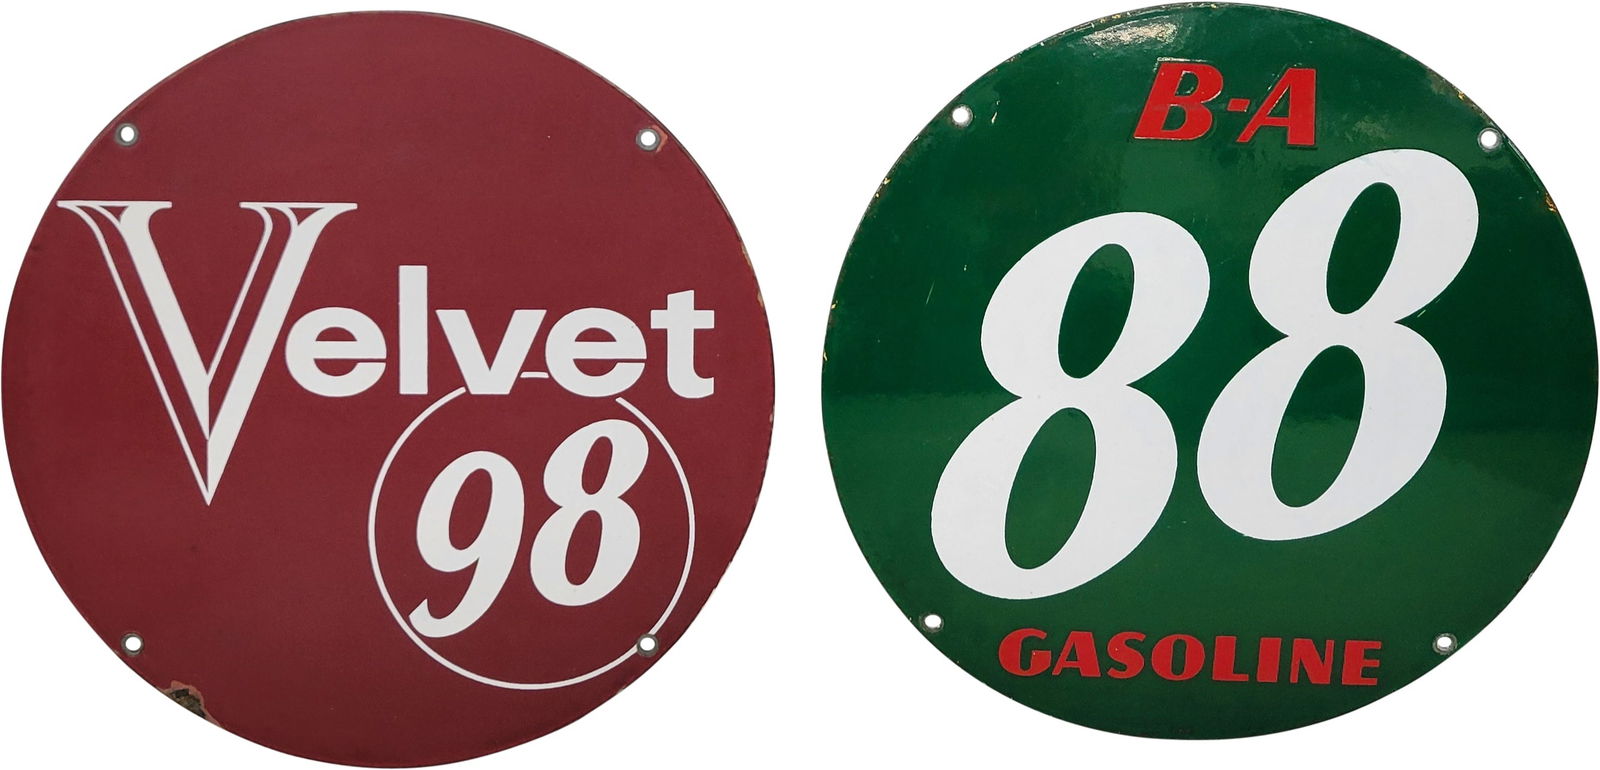 Velvet
98
B-A
88
GASOLINE